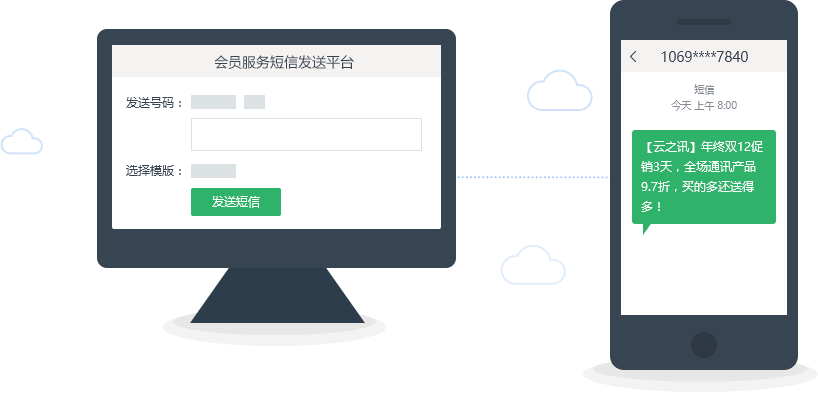 会员服务短信发送平台
发送号码：
选择模版：
发送短信
1069****7840
短信
今天 上午 8:00
【云之讯】年终双12促
销3天，全场通讯产品
9.7折，买的多还送得
多！